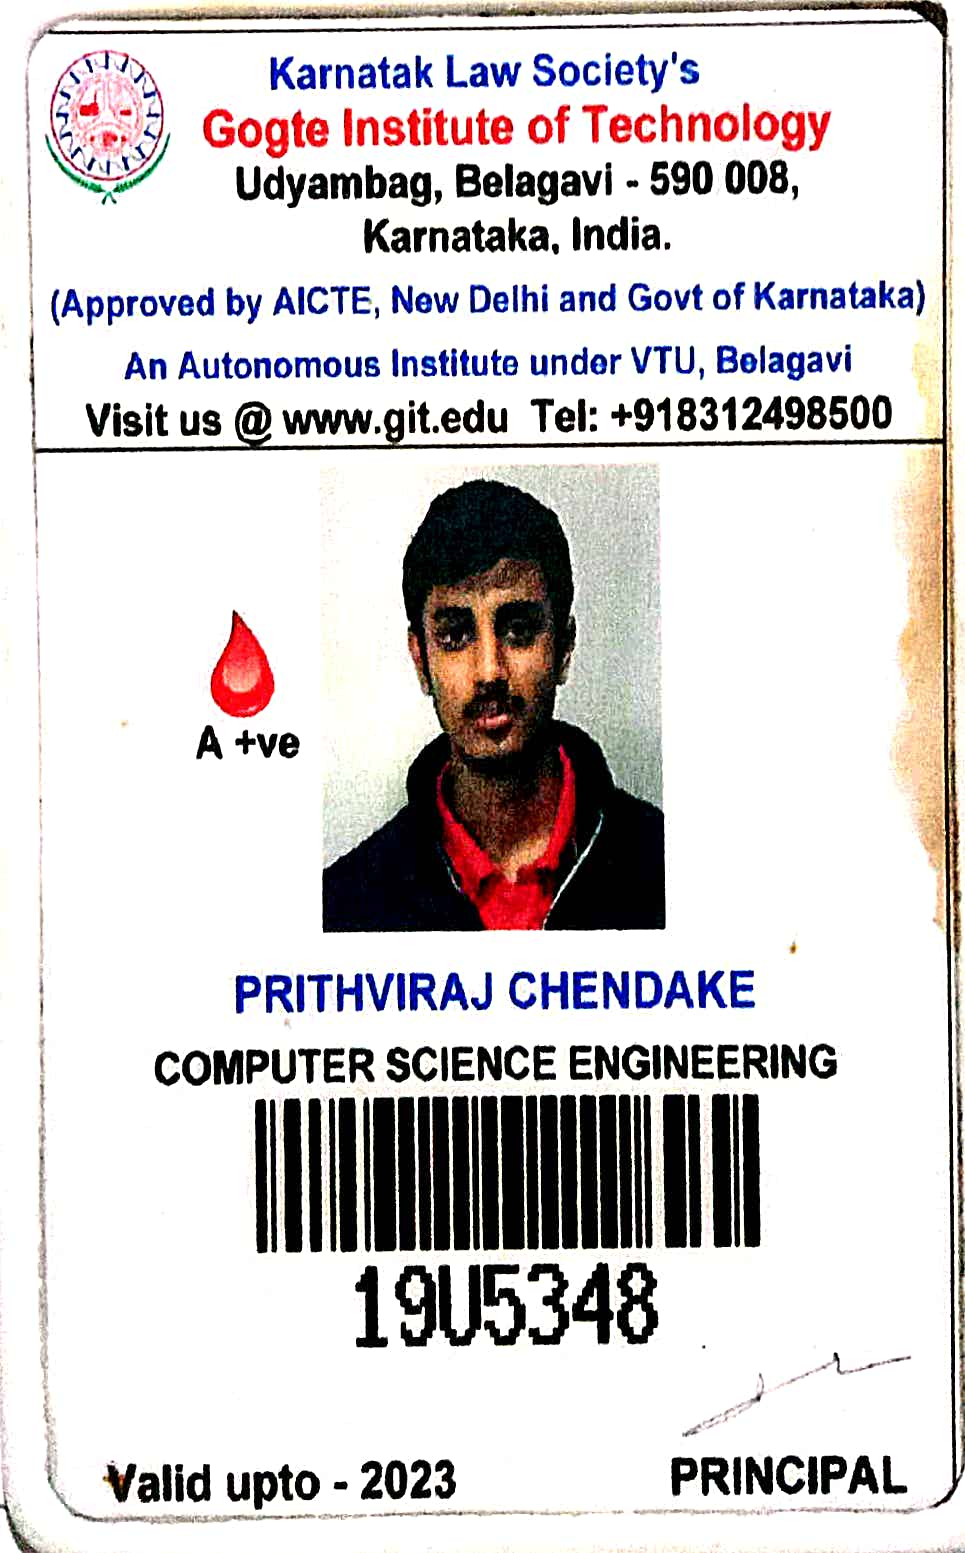 Karnatak Law Society's
Gogte Institute of Technology
Udyambag, Belagavi - 590 008,
Karnataka, India.
(Approved by AICTE, New Delhi and Govt of Karnataka)
An Autonomous Institute under VTU, Belagavi
Visit us @ www.git.edu Tel: +918312498500
A +ve
PRITHVIRAJ CHENDAKE
COMPUTER SCIENCE ENGINEERING
19U5348
Valid upto - 2023 PRINCIPAL